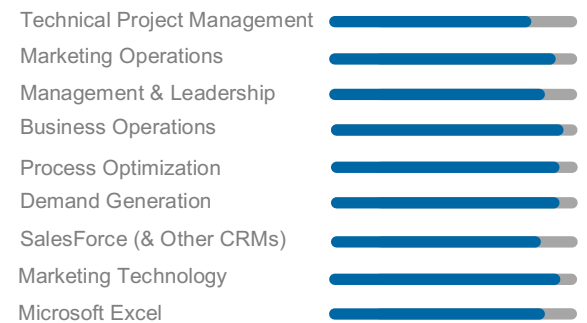 Technical Project Management
Marketing Operations
Management & Leadership
Business Operations
Process Optimization
Demand Generation
SalesForce (& Other CRMs)
Marketing Technology
Microsoft Excel